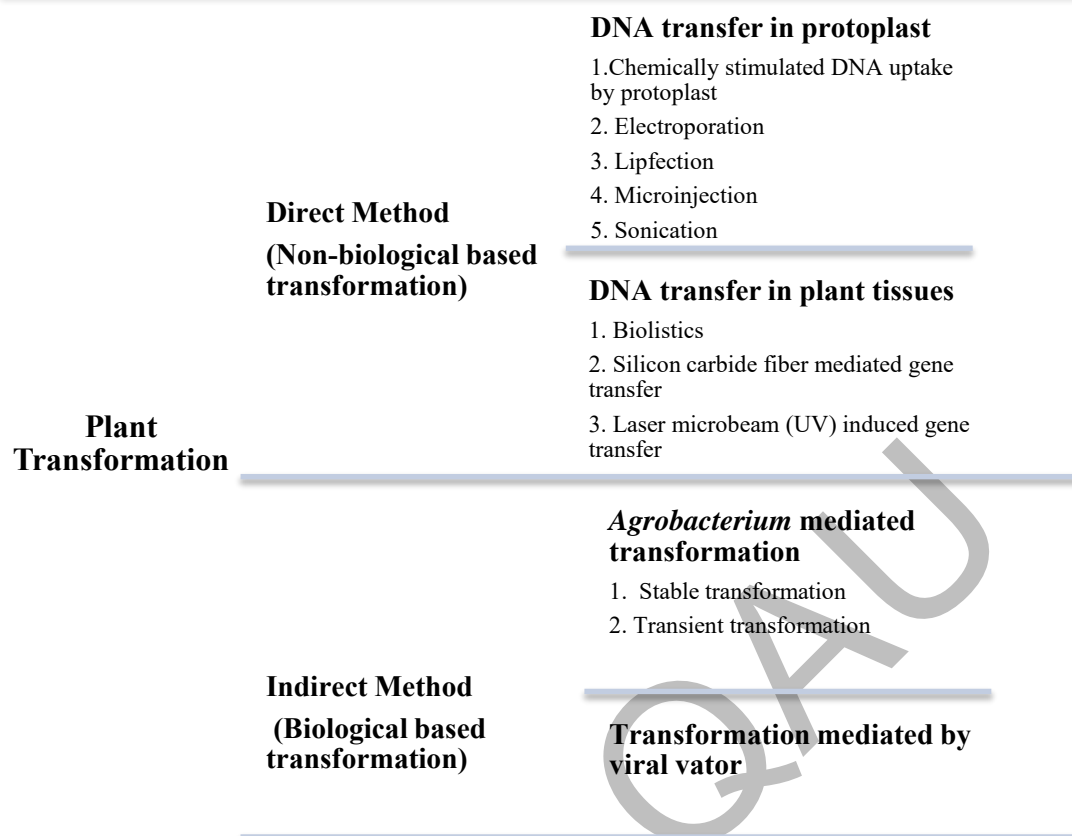 Plant
Transformation
Direct Method
(Non-biological based
transformation)
DNA transfer in protoplast
1.Chemically stimulated DNA uptake
by protoplast
2. Electroporation
3. Lipfection
4. Microinjection
5. Sonication
DNA transfer in plant tissues
1. Biolistics
2. Silicon carbide fiber mediated gene
transfer
3. Laser microbeam (UV) induced gene
transfer
Indirect Method
(Biological based
transformation)
Agrobacterium mediated
transformation
1. Stable transformation
2. Transient transformation
Transformation mediated by
viral vator
QAU